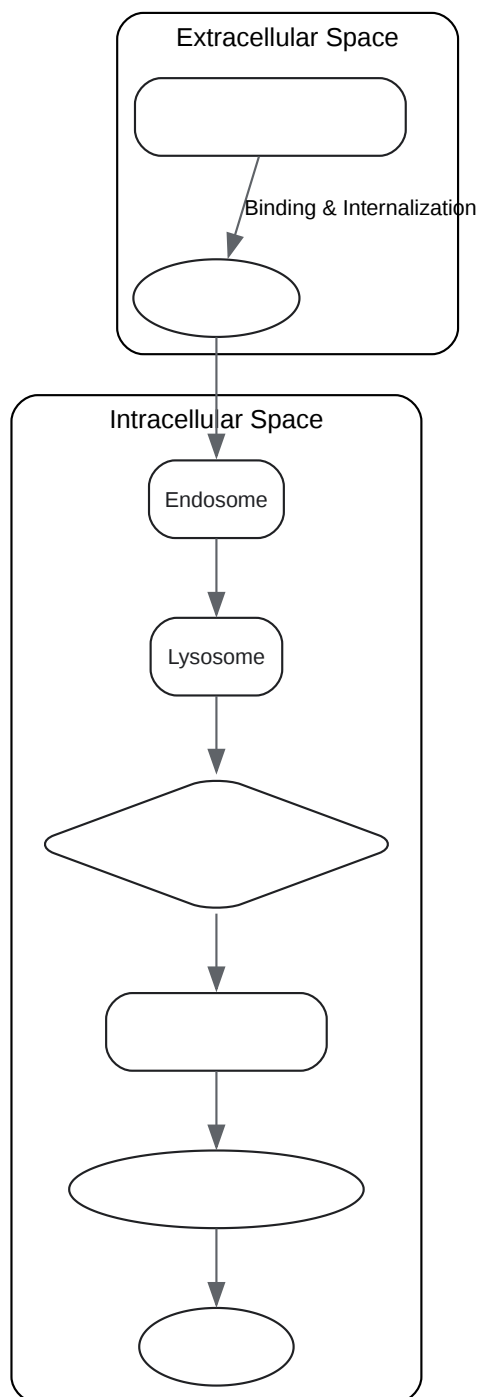 Extracellular Space
Binding & Internalization
Intracellular Space
Endosome
Lysosome